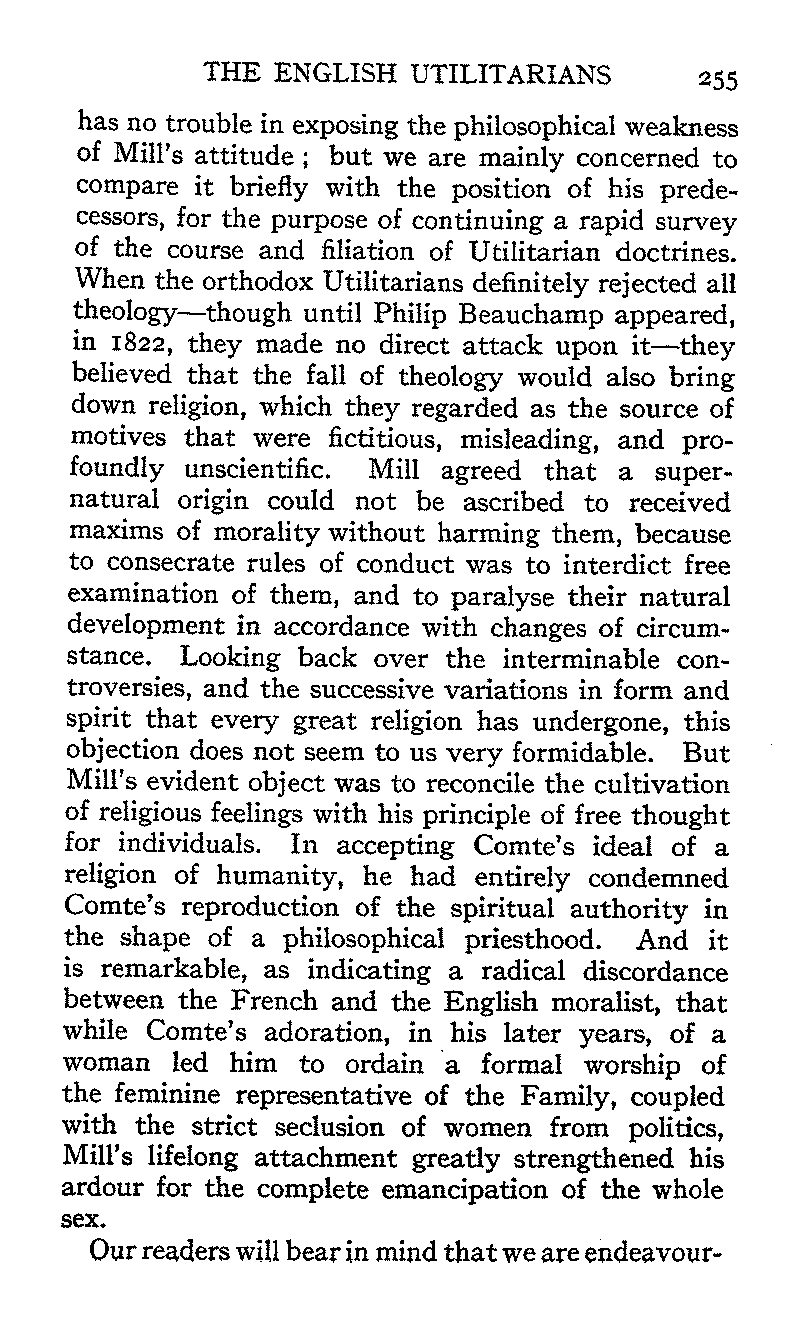 THE ENGLISH UTILITARIANS 255
has no trouble in exposing the philosophical weakness
of Mill's attitude ; but we are mainly concerned to
compare it briefly with the position of his prede-
cessors, for the purpose of continuing a rapid survey
of the course and filiation of Utilitarian doctrines.
When the orthodox Utilitarians definitely rejected all
theology—though until Philip Beauchamp appeared,
in 1822, they made no direct attack upon it—they
believed that the fall of theology would also bring
down religion, which they regarded as the source of
motives that were fictitious, misleading, and pro-
foundly unscientific. Mill agreed that a super-
natural origin could not be ascribed to received
maxims of morality without harming them, because
to consecrate rules of conduct was to interdict free
examination of them, and to paralyse their natural
development in accordance with changes of circum-
stance. Looking back over the interminable con-
troversies, and the successive variations in form and
spirit that every great religion has undergone, this
objection does not seem to us very formidable. But
Mill's evident object was to reconcile the cultivation
of religious feelings with his principle of free thought
for individuals. In accepting Comte's ideal of a
religion of humanity, he had entirely condemned
Comte's reproduction of the spiritual authority in
the shape of a philosophical priesthood. And it
is remarkable, as indicating a radical discordance
between the French and the English moralist, that
while Comte's adoration, in his later years, of a
woman led him to ordain a formal worship of
the feminine representative of the Family, coupled
with the strict seclusion of women from politics,
Mill's lifelong attachment greatly strengthened his
ardour for the complete emancipation of the whole
sex.
Our readers will bear in mind that we are endeavour-